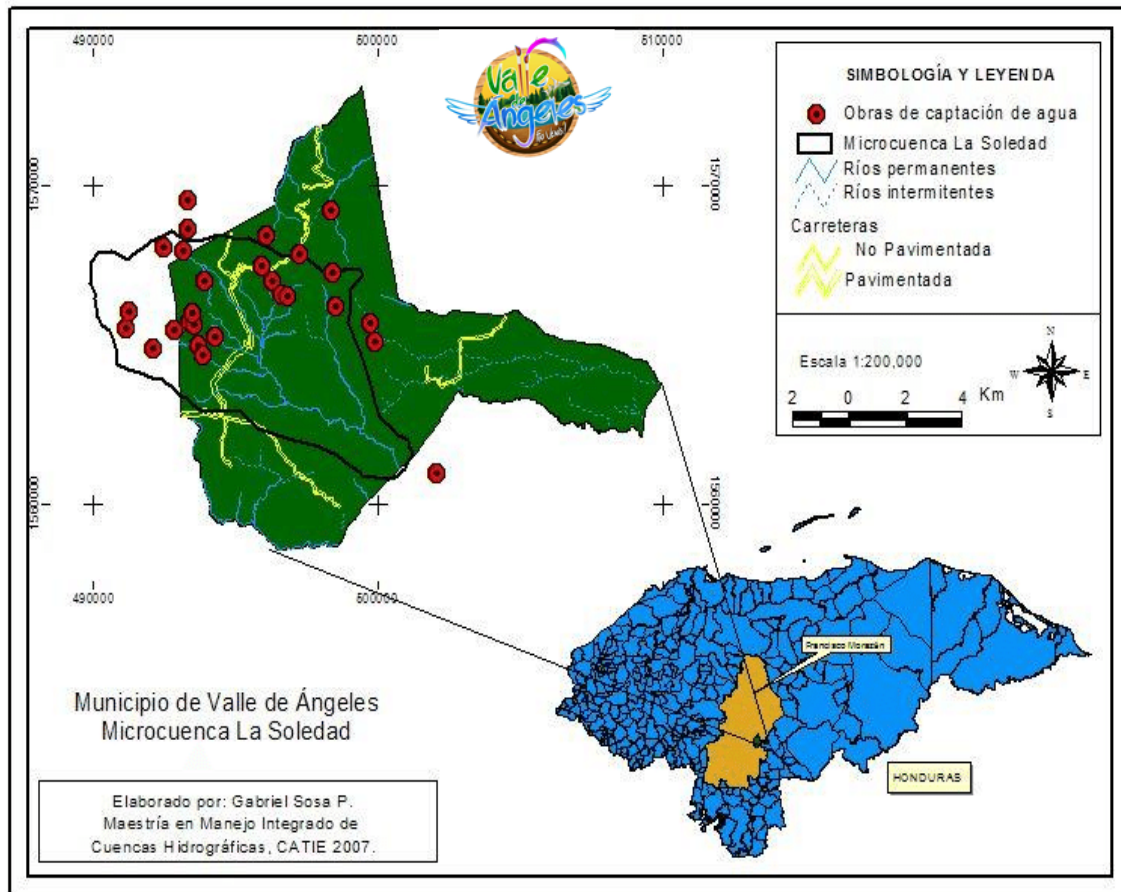 490000
500000
510000
Valle
de
Ángeles
SIMBOLOGÍA Y LEYENDA
Obras de captación de agua
Microcuenca La Soledad
Ríos permanentes
Ríos intermitentes
Carreteras
No Pavimentada
Pavimentada
1570000
1570000
Escala 1:200,000
N
W
E
S
2 0 2 4 Km
1560000
1560000
490000
500000
Francisco Morazán
HONDURAS
Municipio de Valle de Ángeles
Microcuenca La Soledad
Elaborado por: Gabriel Sosa P.
Maestría en Manejo Integrado de
Cuencas Hidrográficas, CATIE 2007.